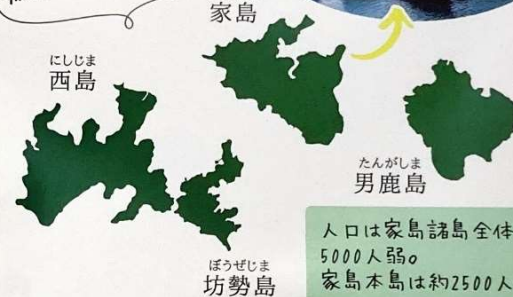 家島
にしじま
西島
たんがしま
男鹿島
ぼうぜじま
坊勢島
人口は家島諸島全体
5000人弱。
家島本島は約2500人